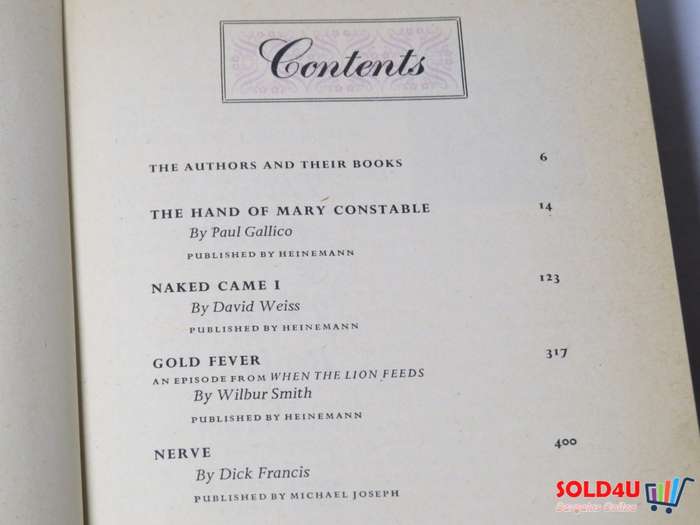 Contents
THE AUTHORS AND THEIR BOOKS 6
THE HAND OF MARY CONSTABLE 14
By Paul Gallico
PUBLISHED BY HEINEMANN
NAKED CAME I 123
By David Weiss
PUBLISHED BY HEINEMANN
GOLD FEVER 317
AN EPISODE FROM WHEN THE LION FEEDS
By Wilbur Smith
PUBLISHED BY HEINEMANN
NERVE 400
By Dick Francis
PUBLISHED BY MICHAEL JOSEPH
SOLD4U
Bargains Online